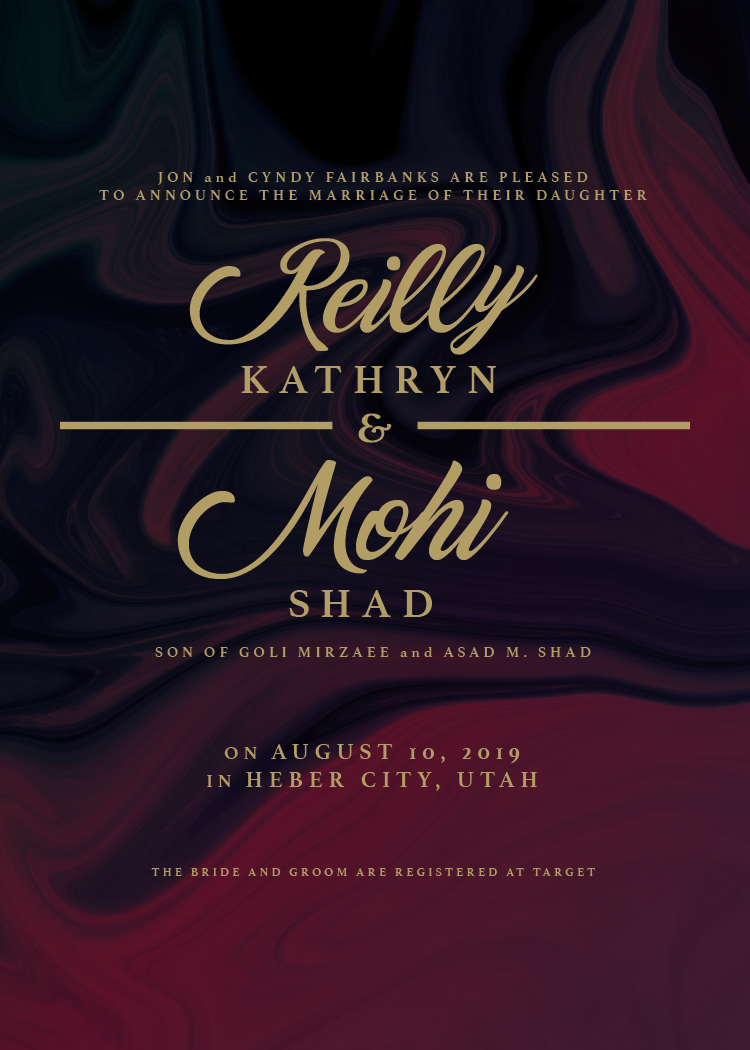 JON and CYNDY FAIRBANKS ARE PLEASED
TO ANNOUNCE THE MARRIAGE OF THEIR DAUGHTER
Reilly
KATHRYN
&
Mohi
SHAD
SON OF GOLI MIRZAEE and ASAD M. SHAD
ON AUGUST 10, 2019
IN HEBER CITY, UTAH
THE BRIDE AND GROOM ARE REGISTERED AT TARGET